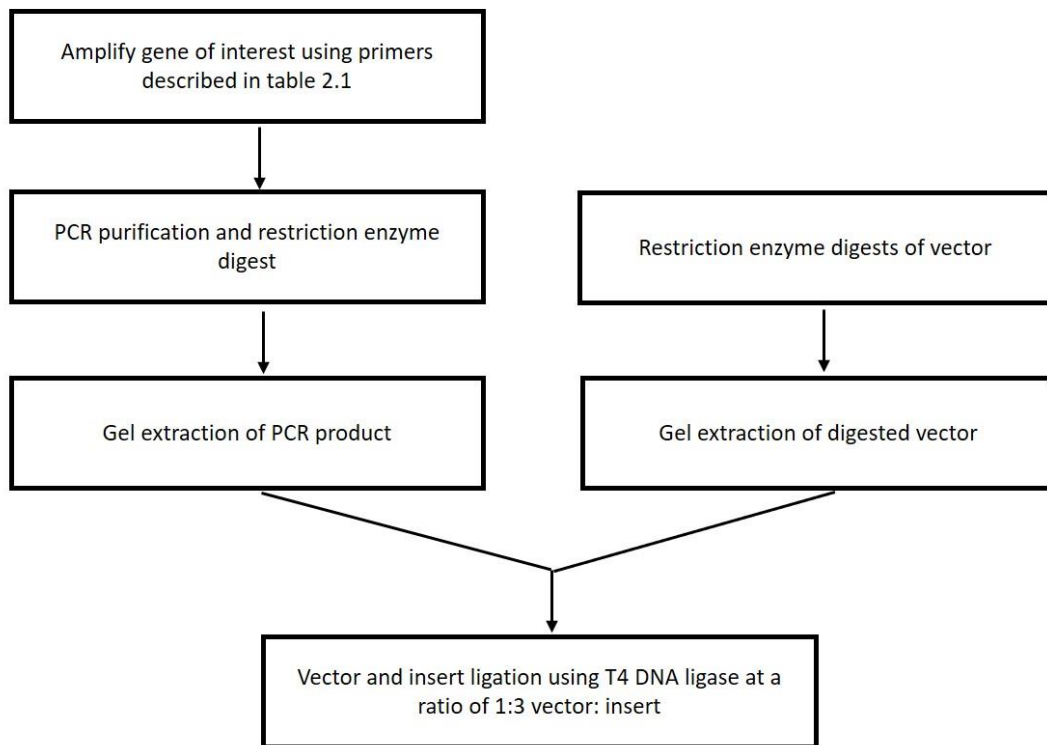 Amplify gene of interest using primers
described in table 2.1
PCR purification and restriction enzyme
digest
Restriction enzyme digests of vector
Gel extraction of PCR product
Gel extraction of digested vector
Vector and insert ligation using T4 DNA ligase at a
ratio of 1:3 vector: insert